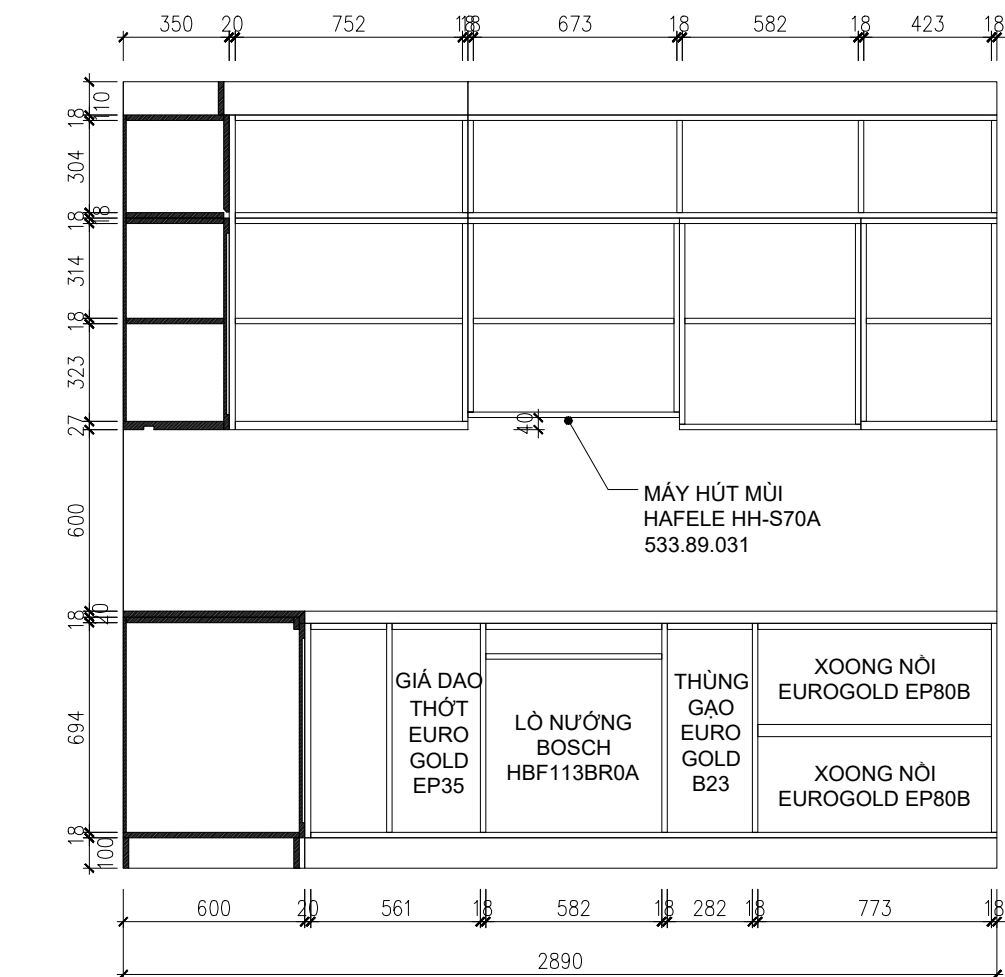 350 20 752 18 18 673 18 582 18 423 18
110
18
304
18
18
314
18
323
27
40
MÁY HÚT MÙI
HAFELE HH-S70A
533.89.031
600
20
18
GIÁ DAO
THỚT
EURO
GOLD
EP35
LÒ NƯỚNG
BOSCH
HBF113BR0A
THÙNG
GẠO
EURO
GOLD
B23
XOONG NỒI
EUROGOLD EP80B
XOONG NỒI
EUROGOLD EP80B
694
18
100
600 20 561 18 582 18 282 18 773 18
2890